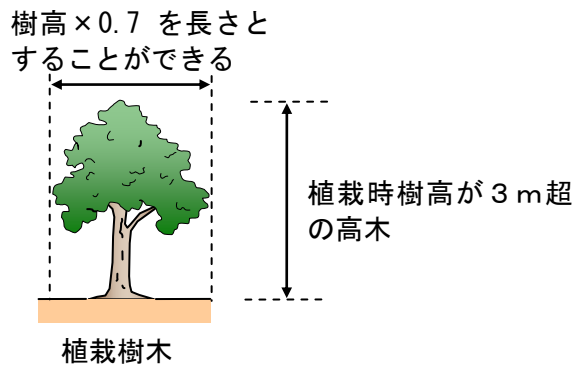 樹高×0.7 を長さと
することができる
植栽時樹高が３ｍ超
の高木
植栽樹木